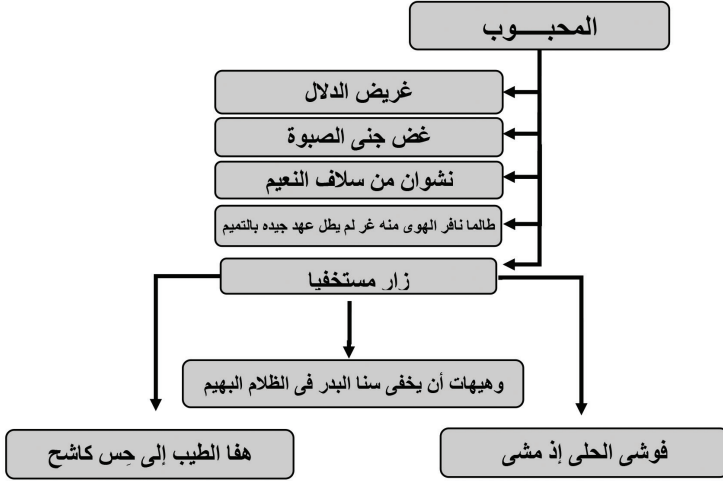 المحبــــوب
غريض الدلال
غض جنى الصبوة
نشوان من سلاف النعيم
طالما نافر الهوى منه غر لم يطل عهد جيده بالتميم
زار مستخفيا
وهيهات أن يخفى سنا البدر فى الظلام البهيم
فوشى الحلى إذ مشى
هفا الطيب إلى حِس كاشح